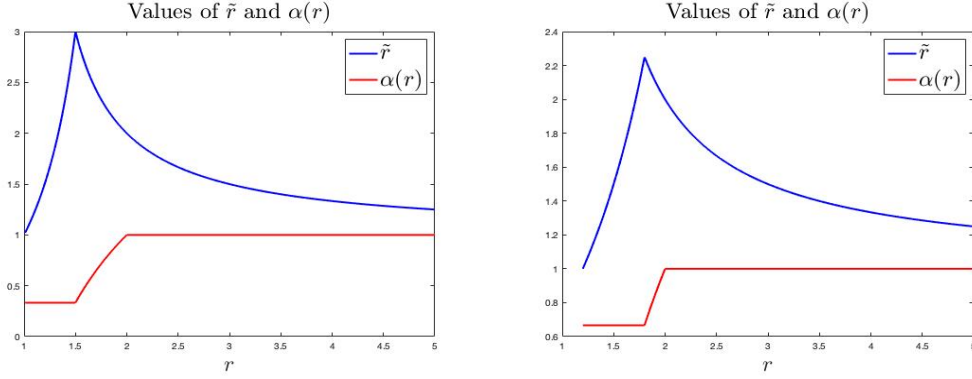 Values of r̃ and α(r)
r̃
α(r)
3
2.5
2
1.5
1
0.5
0
1 1.5 2 2.5 3 3.5 4 4.5 5
r
Values of r̃ and α(r)
r̃
α(r)
2.4
2.2
2
1.8
1.6
1.4
1.2
1
0.8
0.6
1 1.5 2 2.5 3 3.5 4 4.5 5
r